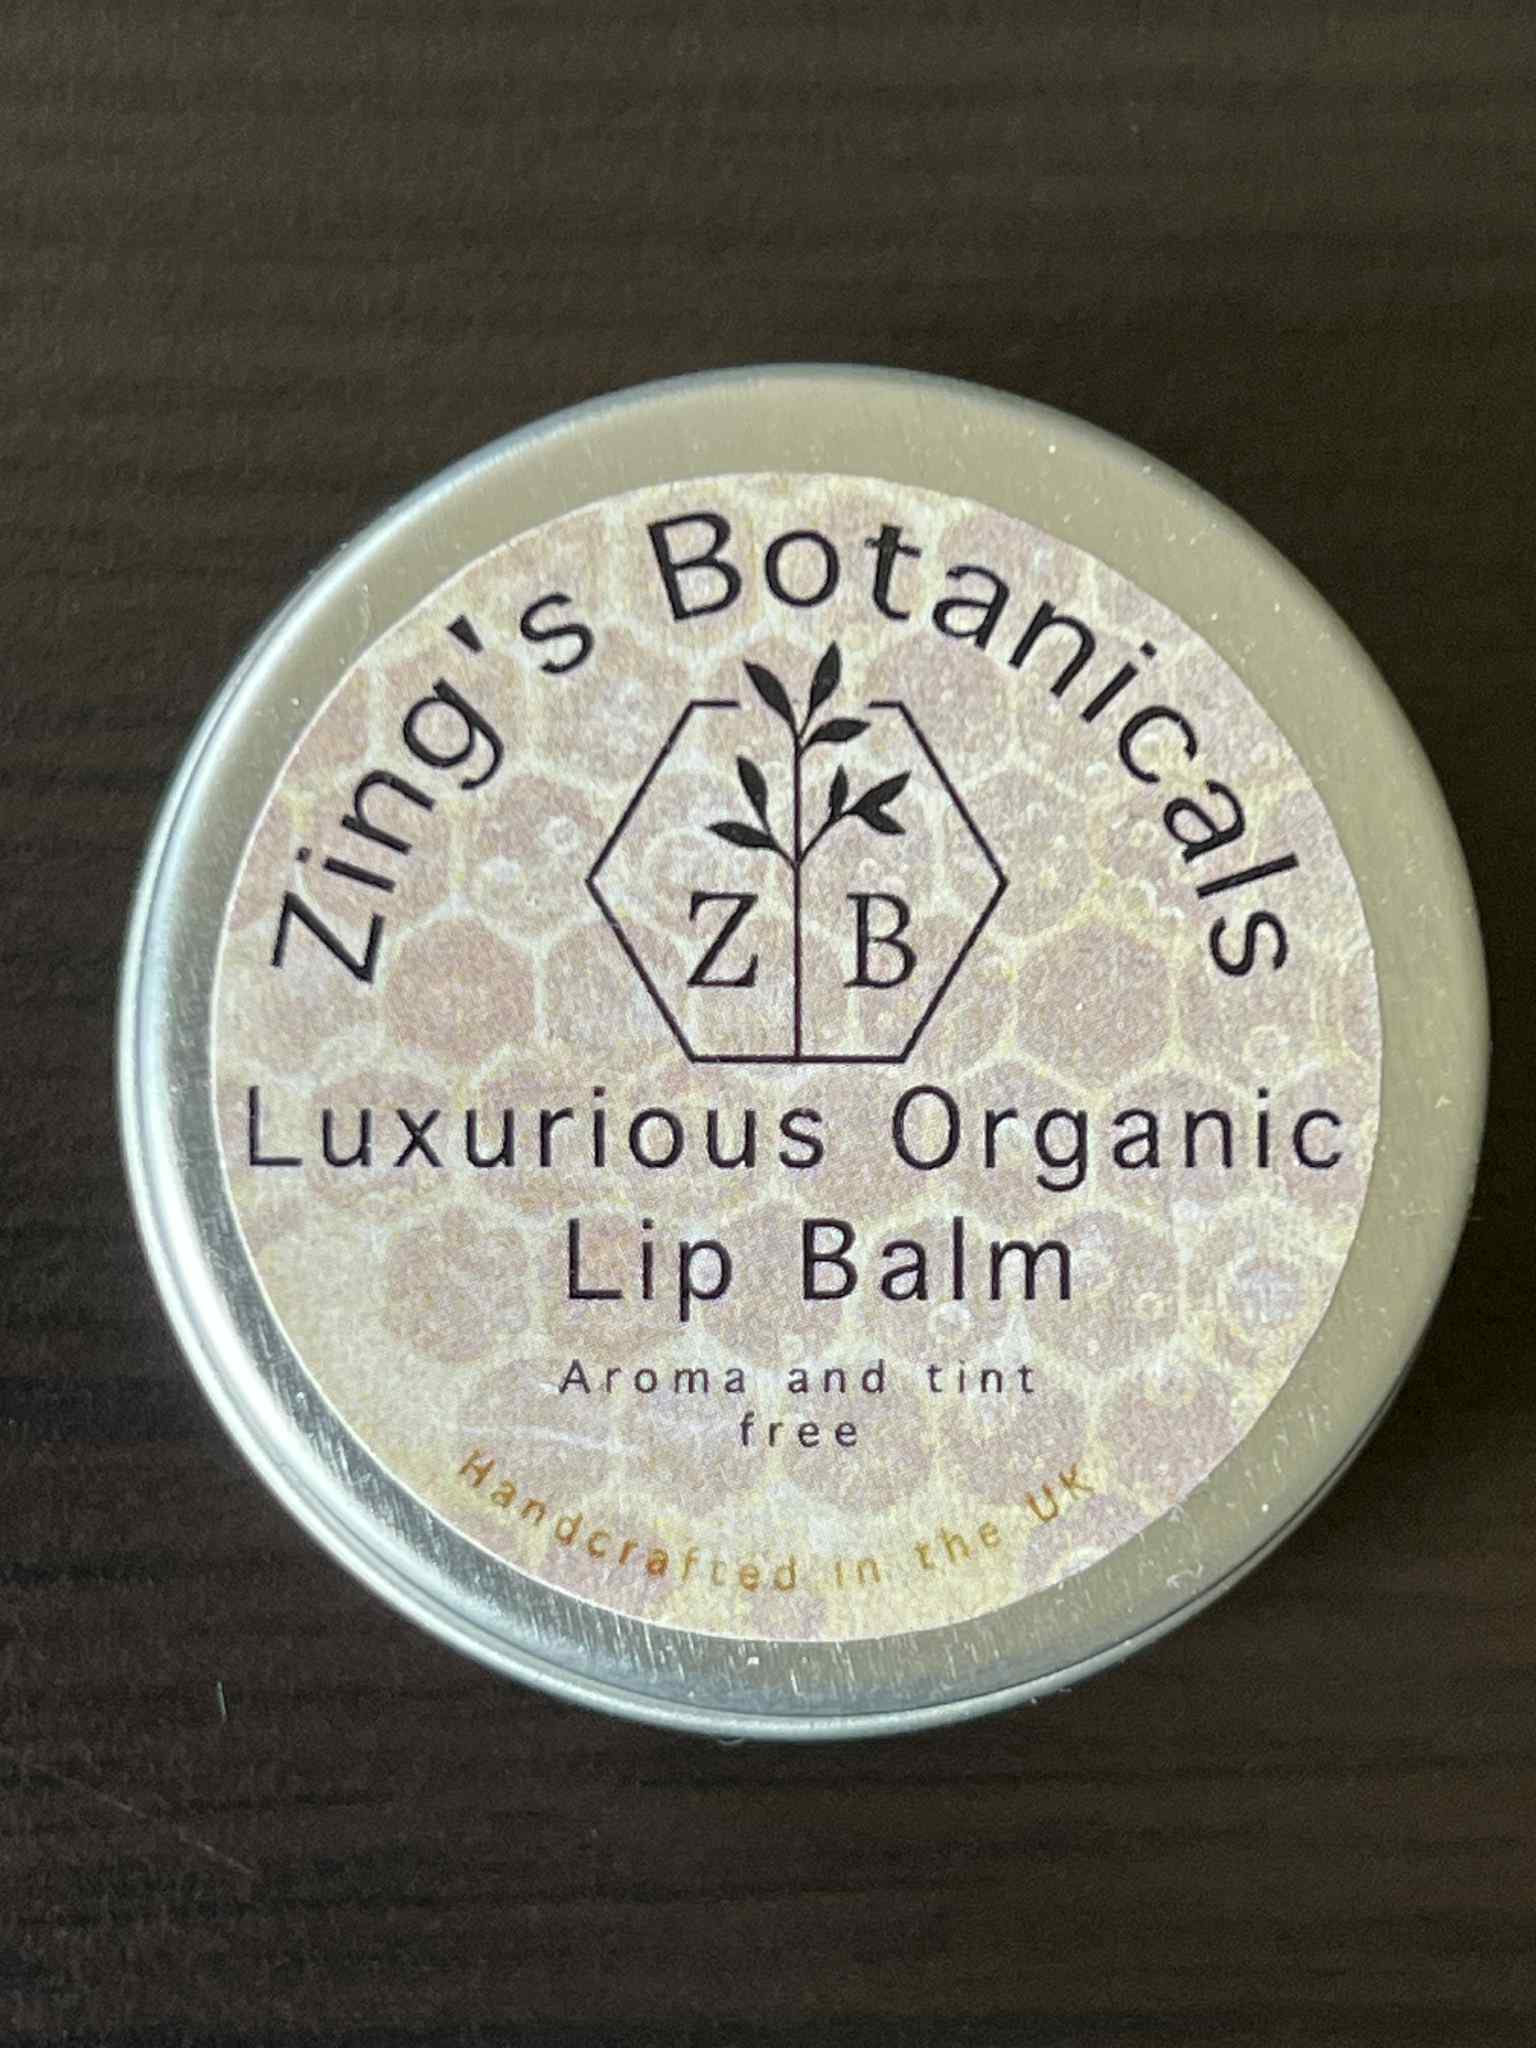 Zing's Botanicals
Z B
Luxurious Organic
Lip Balm
Aroma and tint
free
Handcrafted in the UK